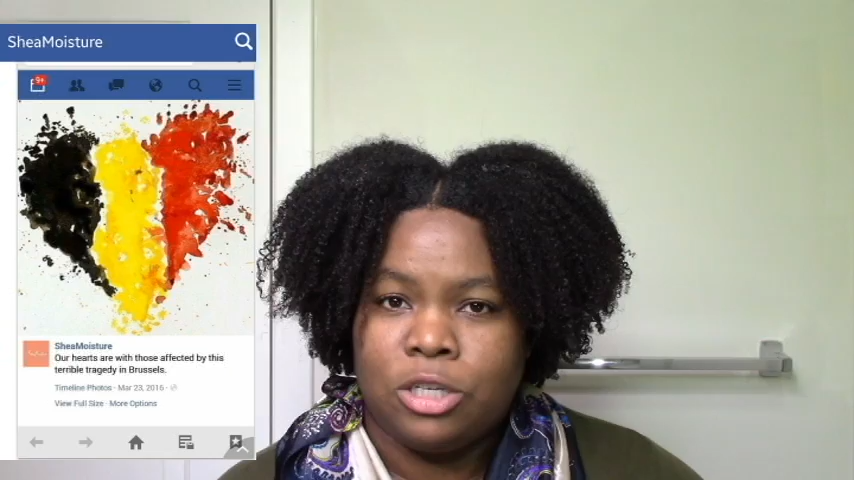 SheaMoisture
9+
SheaMoisture
Our hearts are with those affected by this
terrible tragedy in Brussels.
Timeline Photos · Mar 23, 2016 ·
View Full Size · More Options